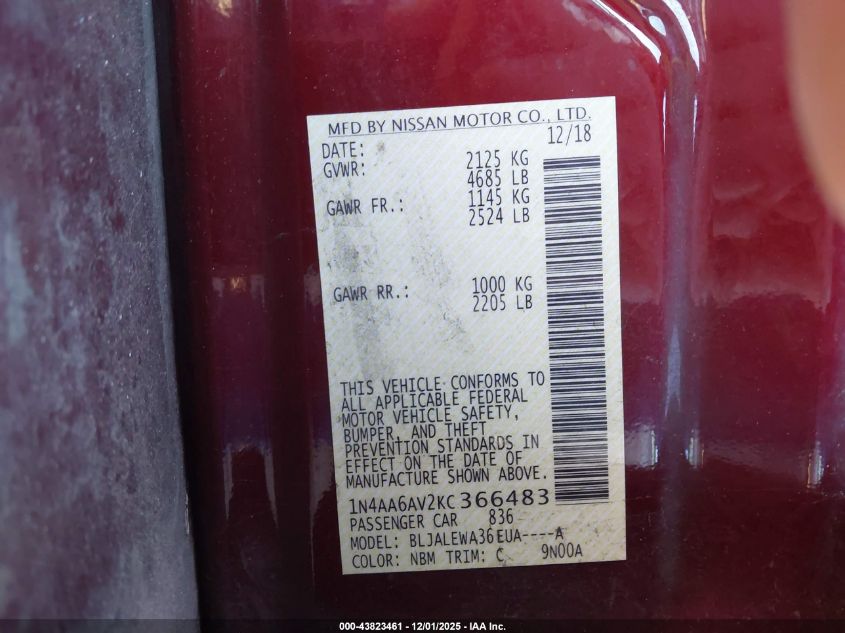 MFD BY NISSAN MOTOR CO., LTD.
DATE: 12/18
GVWR: 2125 KG
4685 LB
GAWR FR.: 1145 KG
2524 LB
GAWR RR.: 1000 KG
2205 LB
THIS VEHICLE CONFORMS TO
ALL APPLICABLE FEDERAL
MOTOR VEHICLE SAFETY,
BUMPER, AND THEFT
PREVENTION STANDARDS IN
EFFECT ON THE DATE OF
MANUFACTURE SHOWN ABOVE.
1N4AA6AV2KC366483
PASSENGER CAR 836
MODEL: BLJALEWA36EUA----A
COLOR: NBM TRIM: C 9N00A
000-43823461 - 12/01/2025 - IAA Inc.